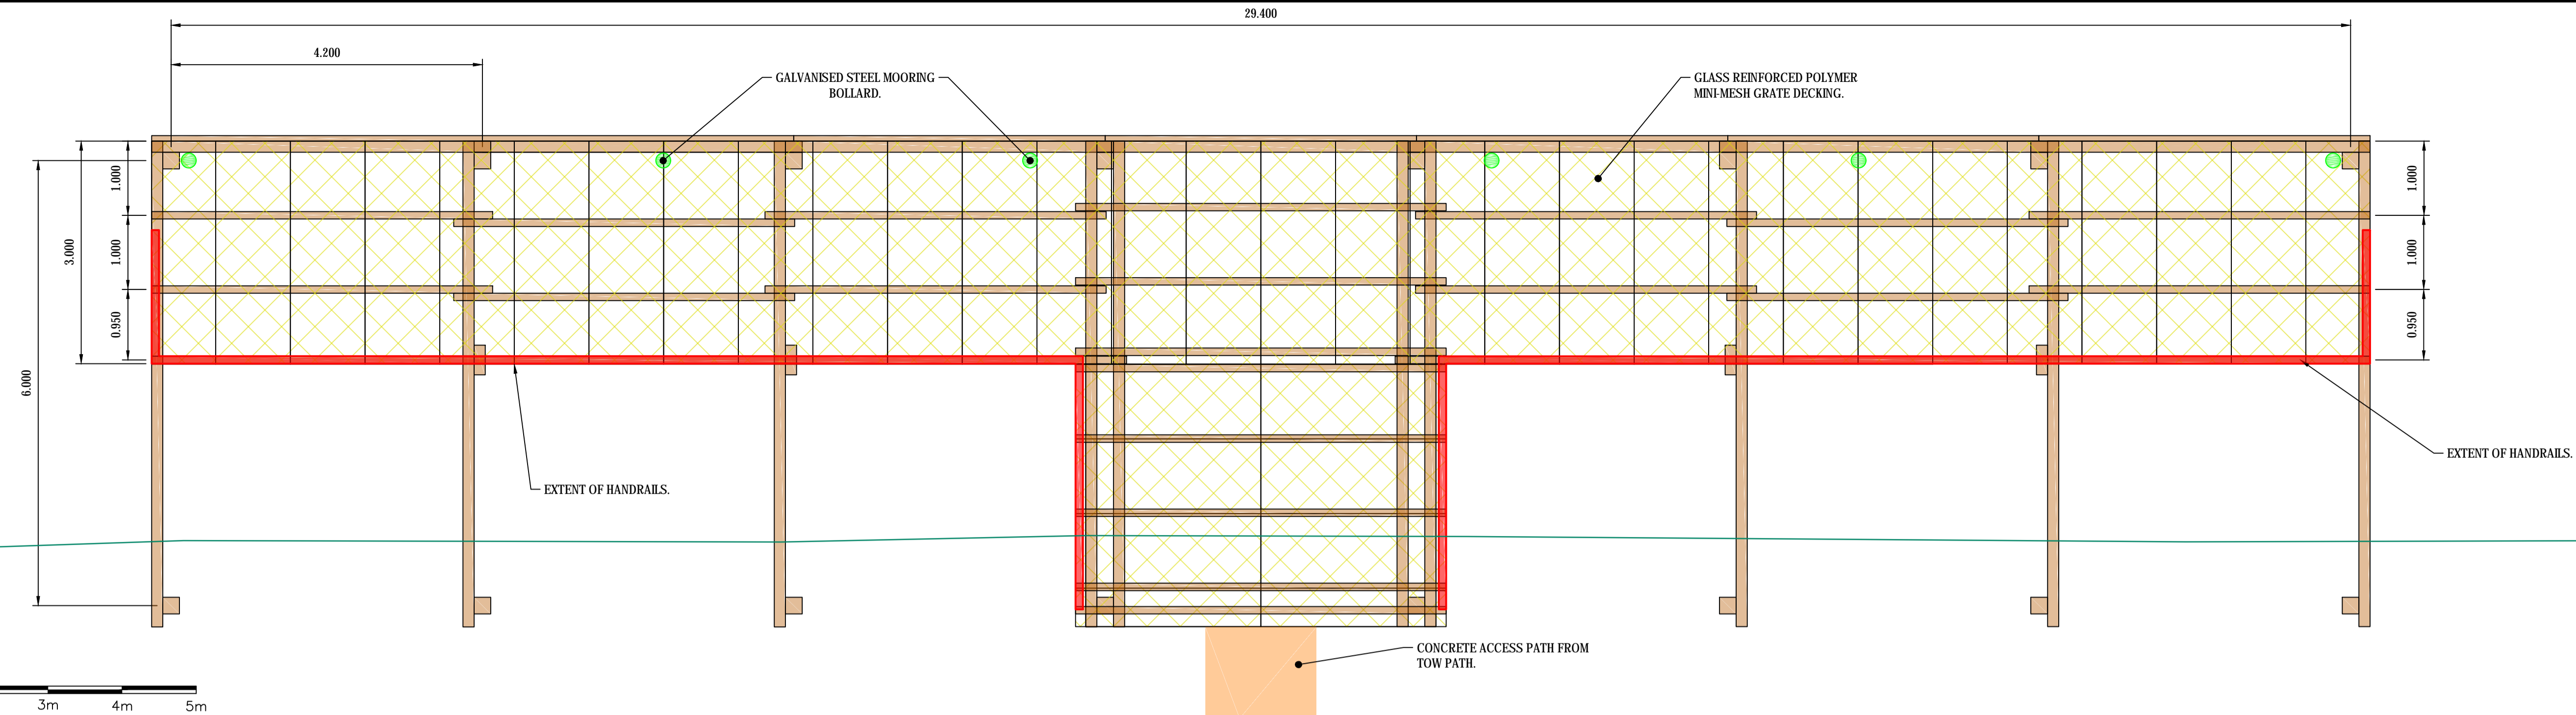 29.400
4.200
GALVANISED STEEL MOORING
BOLLARD.
GLASS REINFORCED POLYMER
MINI-MESH GRATE DECKING.
1.000
1.000
0.950
3.000
6.000
1.000
1.000
0.950
EXTENT OF HANDRAILS.
EXTENT OF HANDRAILS.
CONCRETE ACCESS PATH FROM
TOW PATH.
3m 4m 5m